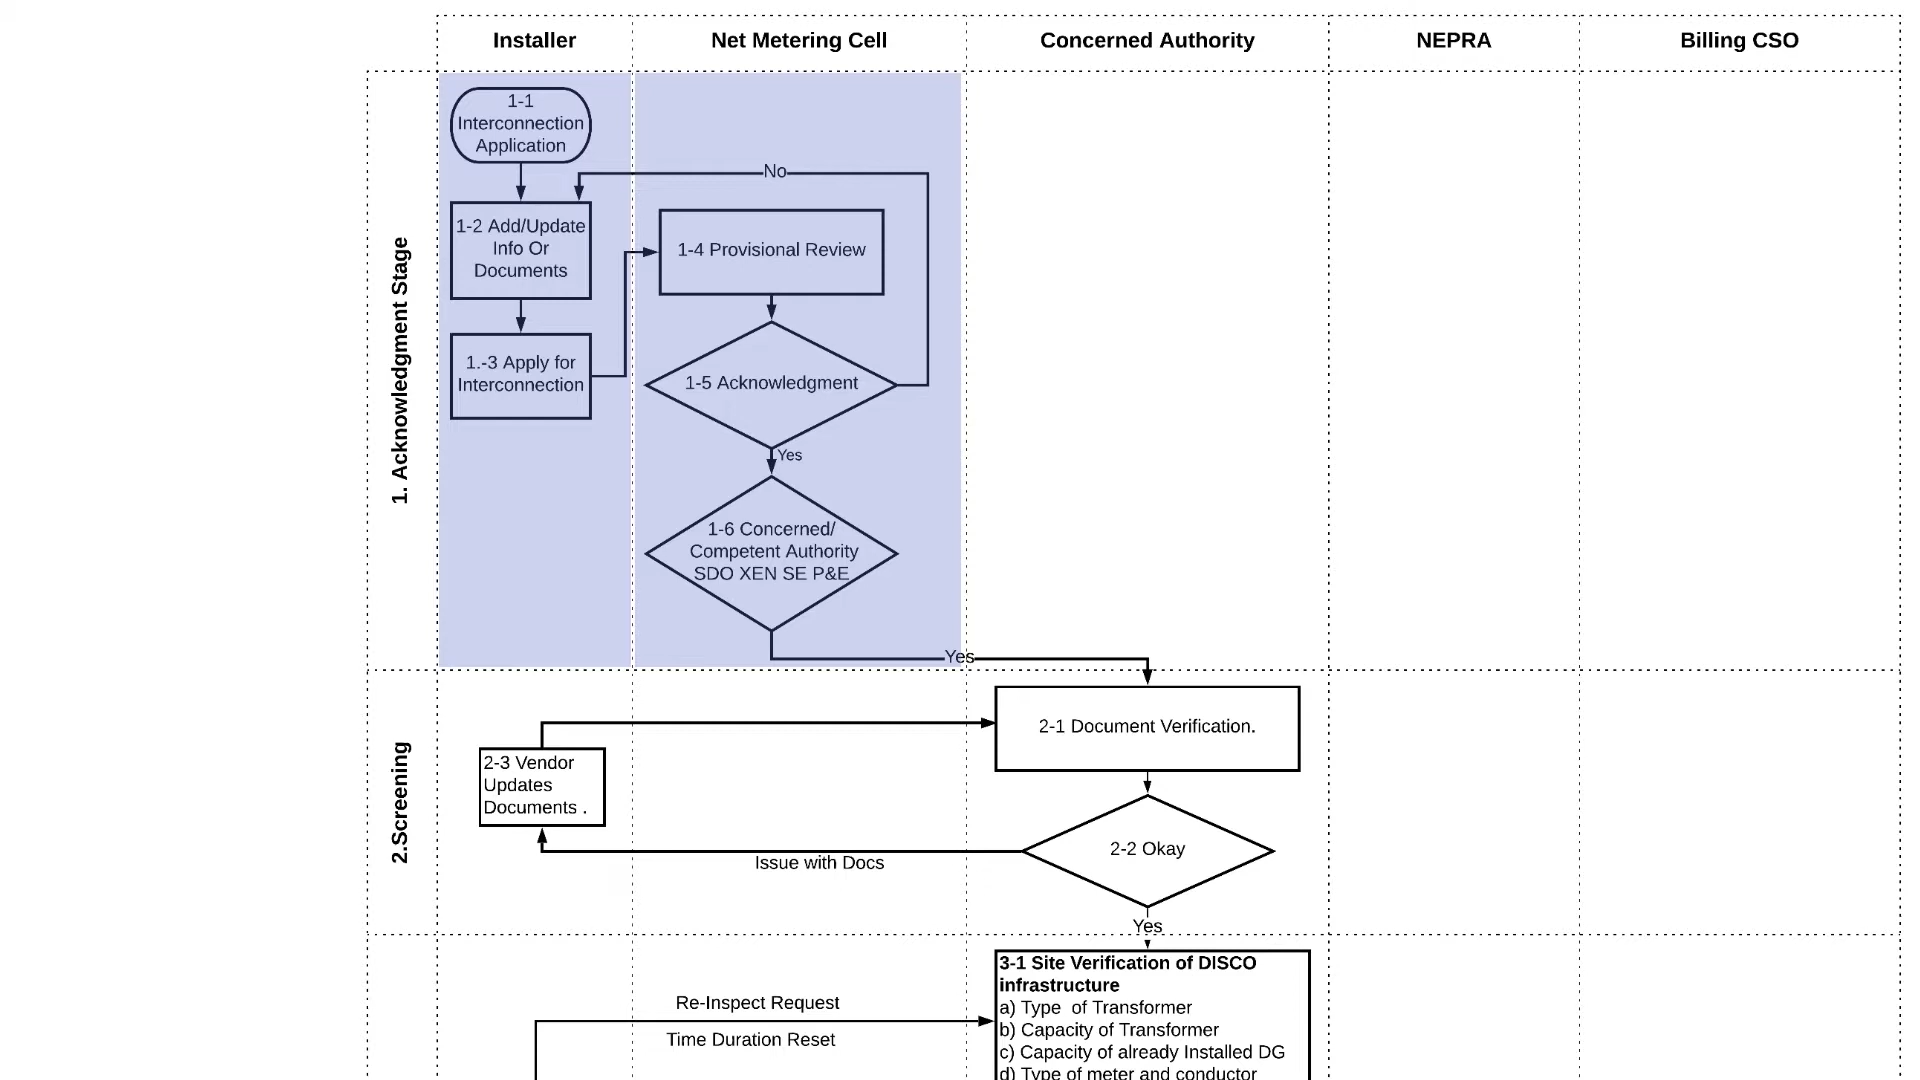 Installer
Net Metering Cell
Concerned Authority
NEPRA
Billing CSO
1. Acknowledgment Stage
1-1
Interconnection
Application
No
1-2 Add/Update
Info Or
Documents
1-4 Provisional Review
1.-3 Apply for
Interconnection
1-5 Acknowledgment
Yes
1-6 Concerned/
Competent Authority
SDO XEN SE P&E
Yes
2.Screening
2-1 Document Verification.
2-3 Vendor
Updates
Documents .
2-2 Okay
Issue with Docs
Yes
3-1 Site Verification of DISCO
infrastructure
a) Type  of Transformer
b) Capacity of Transformer
c) Capacity of already Installed DG
d) Type of meter and conductor
Re-Inspect Request
Time Duration Reset